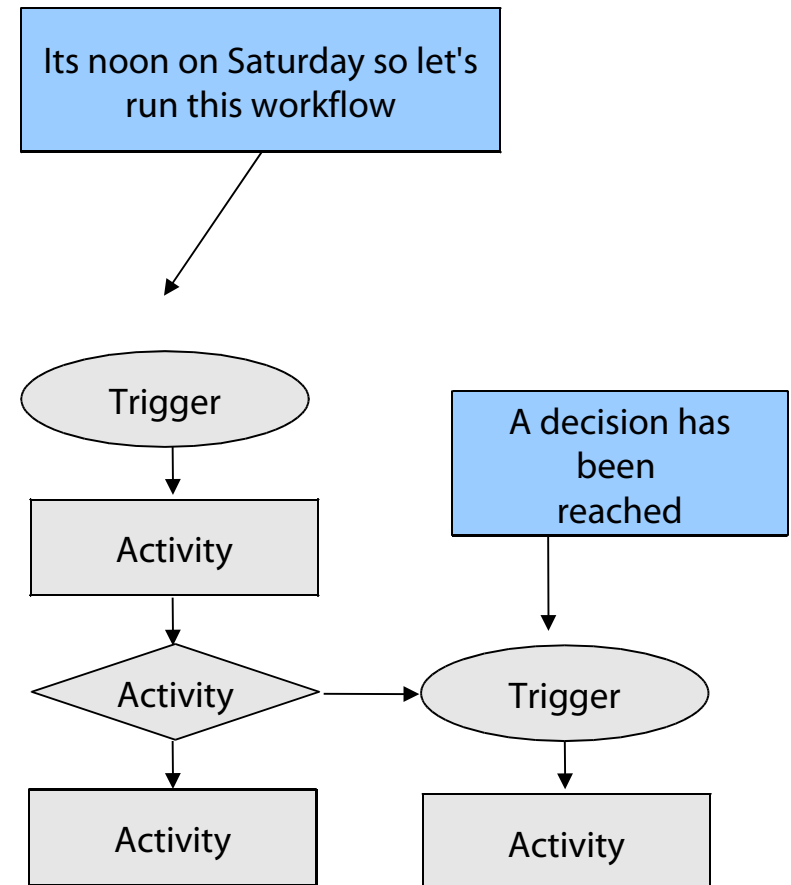 Its noon on Saturday so let's
run this workflow
Trigger
A decision has
been
reached
Activity
Activity
Trigger
Activity
Activity